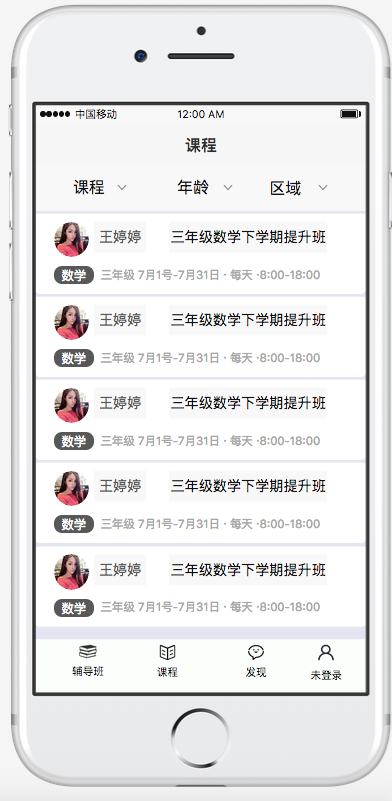 中国移动 12:00 AM
课程
课程 年龄 区域
王婷婷 三年级数学下学期提升班
数学 三年级 7月1号-7月31日 · 每天 ·8:00-18:00
王婷婷 三年级数学下学期提升班
数学 三年级 7月1号-7月31日 · 每天 ·8:00-18:00
王婷婷 三年级数学下学期提升班
数学 三年级 7月1号-7月31日 · 每天 ·8:00-18:00
王婷婷 三年级数学下学期提升班
数学 三年级 7月1号-7月31日 · 每天 ·8:00-18:00
王婷婷 三年级数学下学期提升班
数学 三年级 7月1号-7月31日 · 每天 ·8:00-18:00
辅导班 课程 发现 未登录